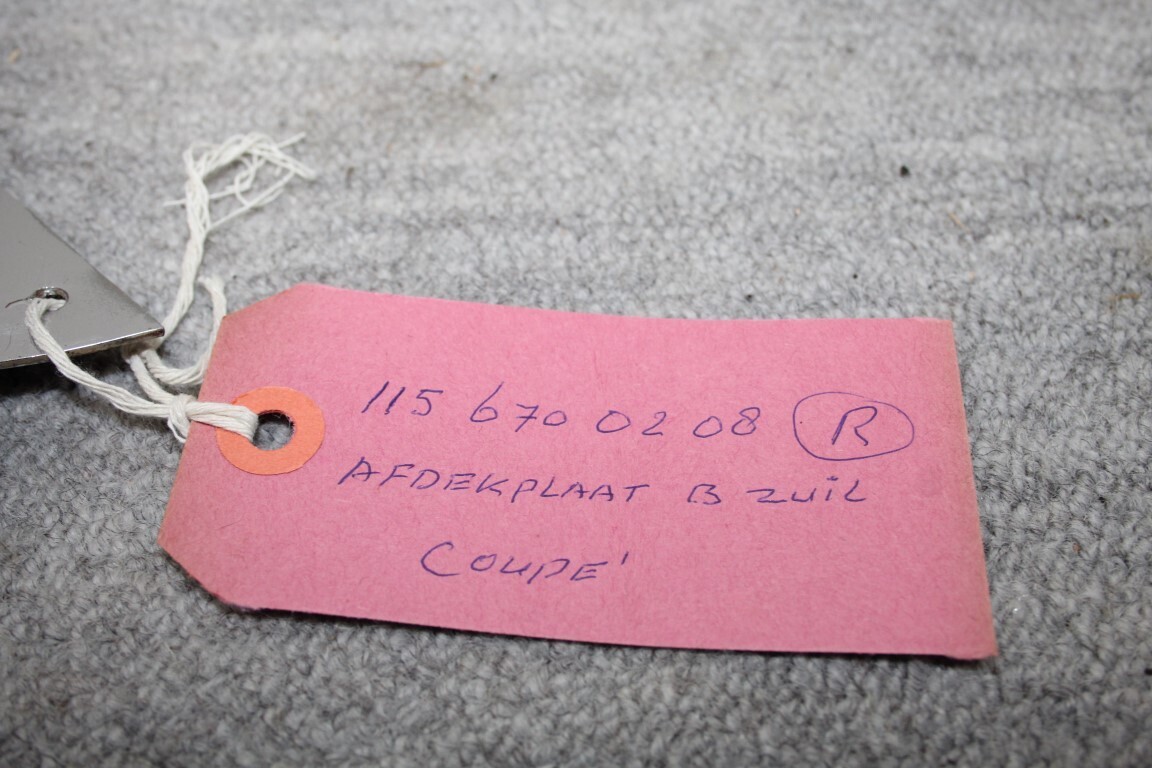 115 670 02 08 R
AFDEKPLAAT B ZUiL
COUPE'